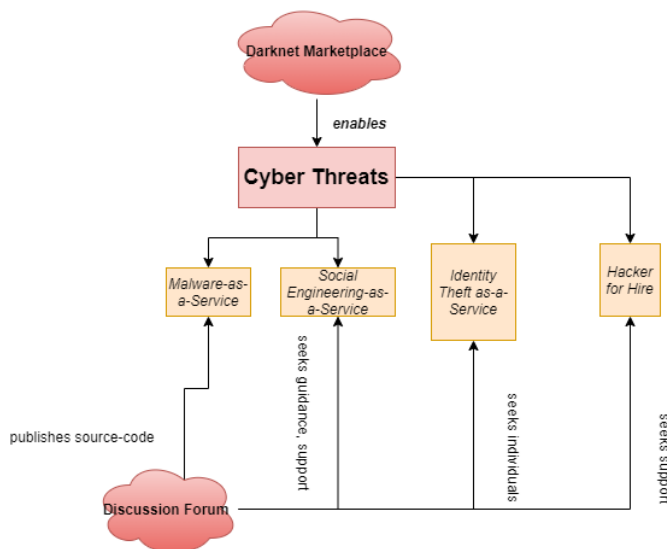 Darknet Marketplace
enables
Cyber Threats
Malware-as-
a-Service
Social
Engineering-as-
a-Service
Identity
Theft as-a-
Service
Hacker
for Hire
seeks guidance, support
seeks individuals
seeks support
publishes source-code
Discussion Forum